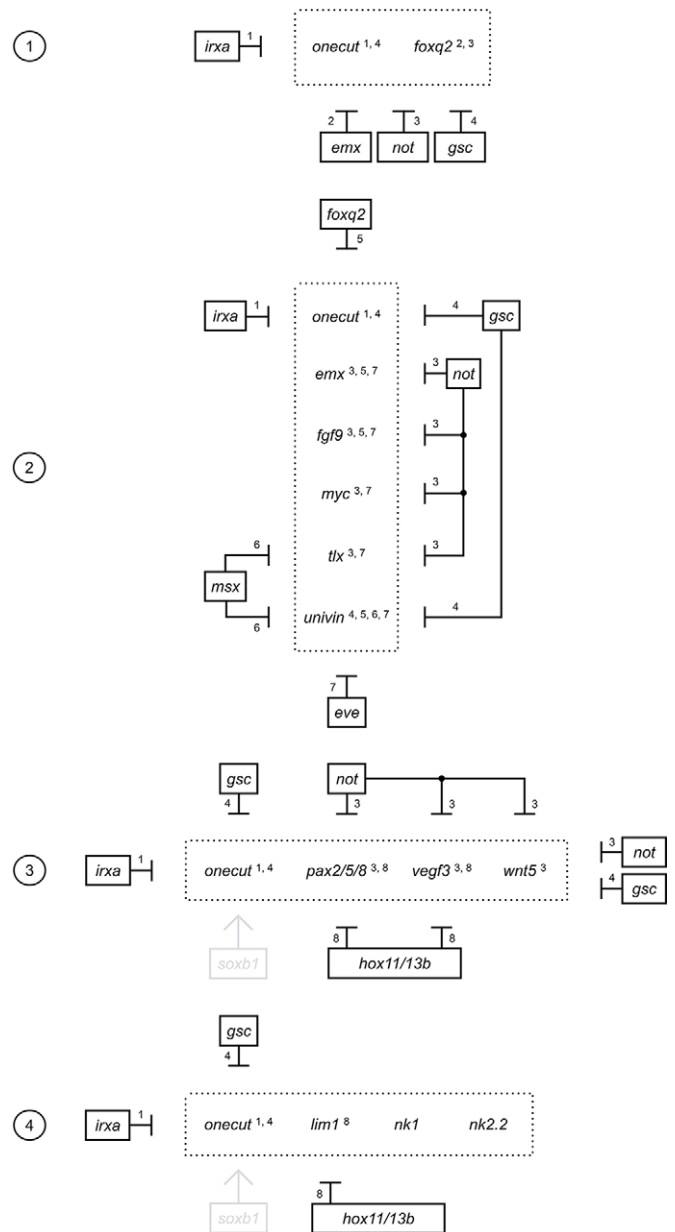 1
irxa 1 onecut 1, 4 foxq2 2, 3
2 3 4
emx not gsc
foxq2
5
irxa 1 onecut 1, 4 4 gsc
emx 3, 5, 7 3 not
fgf9 3, 5, 7 3
2
myc 3, 7 3
6 tlx 3, 7 3
msx
6 univin 4, 5, 6, 7 4
7
eve
gsc not
4 3 3 3
3 irxa 1 onecut 1, 4 pax2/5/8 3, 8 vegf3 3, 8 wnt5 3 3 not
4 gsc
8 8
soxb1 hox11/13b
gsc
4
4 irxa 1 onecut 1, 4 lim1 8 nk1 nk2.2
8
soxb1 hox11/13b